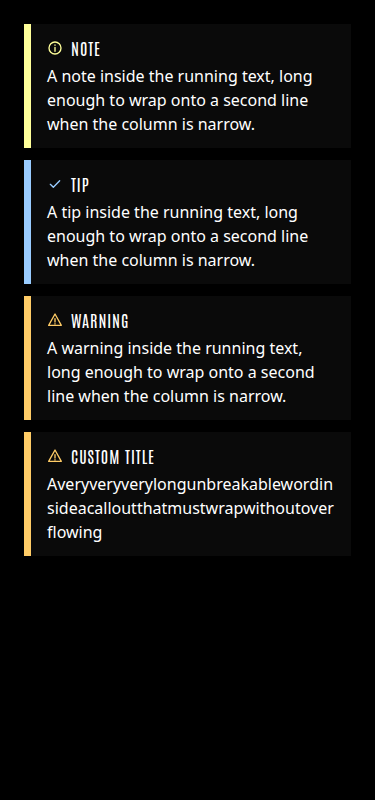 NOTE
A note inside the running text, long
enough to wrap onto a second line
when the column is narrow.
TIP
A tip inside the running text, long
enough to wrap onto a second line
when the column is narrow.
WARNING
A warning inside the running text,
long enough to wrap onto a second
line when the column is narrow.
CUSTOM TITLE
Averyveryverylongunbreakablewordin
sideacalloutthatmustwrapwithoutover
flowing